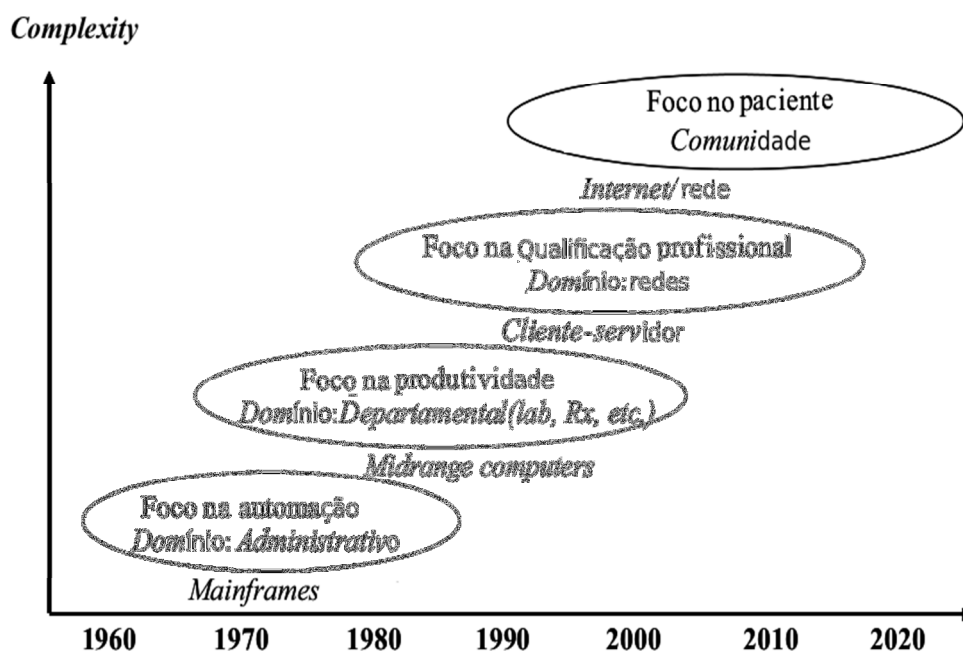 Complexity
Foco no paciente
Comunidade
Internet/ rede
Foco na Qualificação profissional
Domínio:redes
Cliente-servidor
Foco na produtividade
Domínio:Departamental(lab, Rx, etc,)
Midrange computers
Foco na automação
Domínio: Administrativo
Mainframes
1960 1970 1980 1990 2000 2010 2020